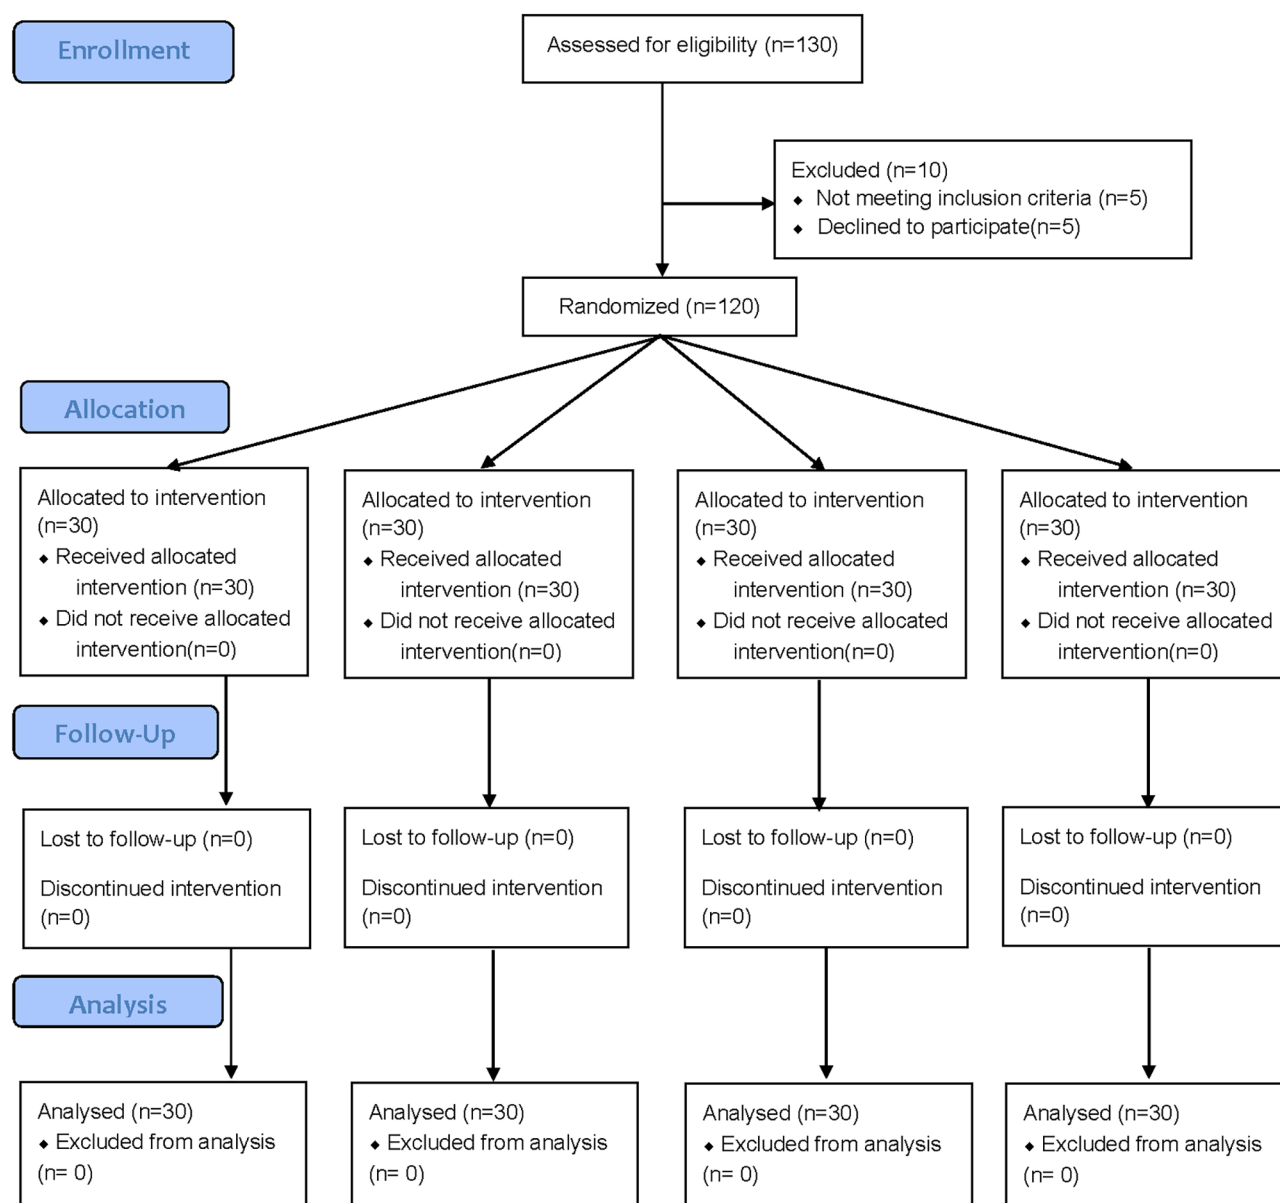 Enrollment
Assessed for eligibility (n=130)
Excluded (n=10)
◆ Not meeting inclusion criteria (n=5)
◆ Declined to participate(n=5)
Randomized (n=120)
Allocation
Allocated to intervention
(n=30)
◆ Received allocated
intervention (n=30)
◆ Did not receive allocated
intervention(n=0)
Allocated to intervention
(n=30)
◆ Received allocated
intervention (n=30)
◆ Did not receive allocated
intervention(n=0)
Allocated to intervention
(n=30)
◆ Received allocated
intervention (n=30)
◆ Did not receive allocated
intervention(n=0)
Allocated to intervention
(n=30)
◆ Received allocated
intervention (n=30)
◆ Did not receive allocated
intervention(n=0)
Follow-Up
Lost to follow-up (n=0)
Discontinued intervention
(n=0)
Lost to follow-up (n=0)
Discontinued intervention
(n=0)
Lost to follow-up (n=0)
Discontinued intervention
(n=0)
Lost to follow-up (n=0)
Discontinued intervention
(n=0)
Analysis
Analysed (n=30)
◆ Excluded from analysis
(n= 0)
Analysed (n=30)
◆ Excluded from analysis
(n= 0)
Analysed (n=30)
◆ Excluded from analysis
(n= 0)
Analysed (n=30)
◆ Excluded from analysis
(n= 0)